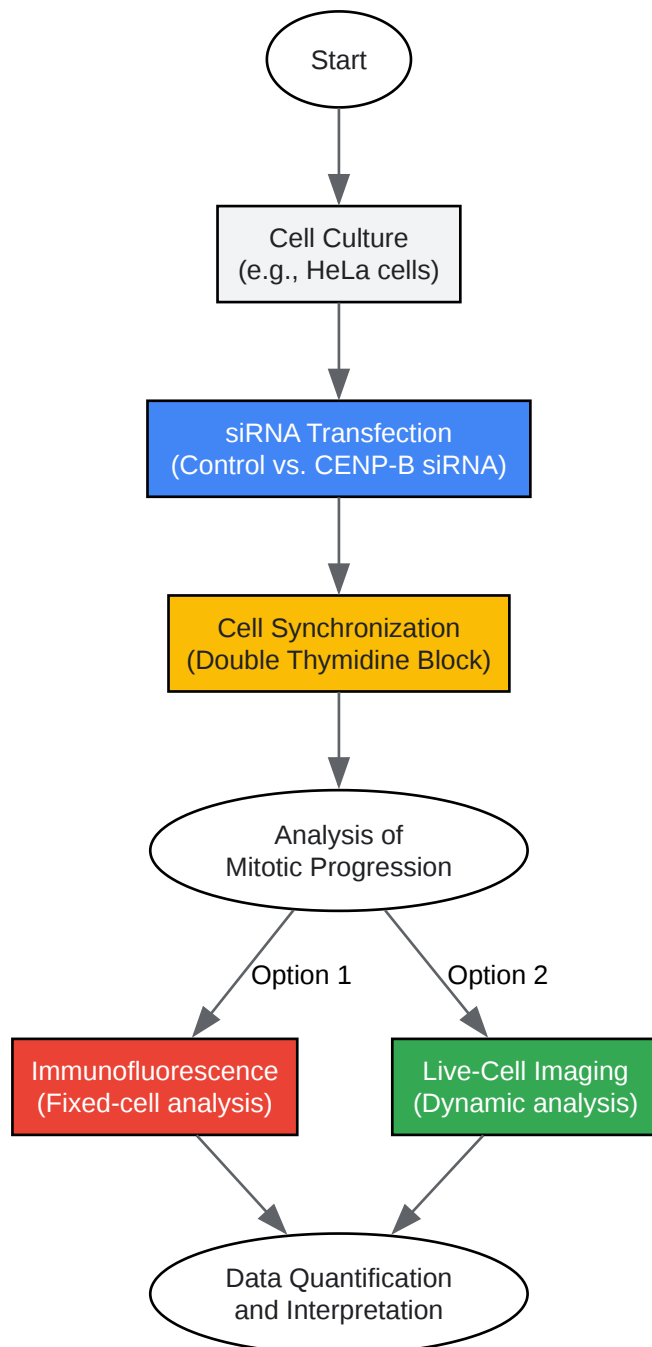 Start
Cell Culture
(e.g., HeLa cells)
siRNA Transfection
(Control vs. CENP-B siRNA)
Cell Synchronization
(Double Thymidine Block)
Analysis of
Mitotic Progression
Option 1
Option 2
Immunofluorescence
(Fixed-cell analysis)
Live-Cell Imaging
(Dynamic analysis)
Data Quantification
and Interpretation